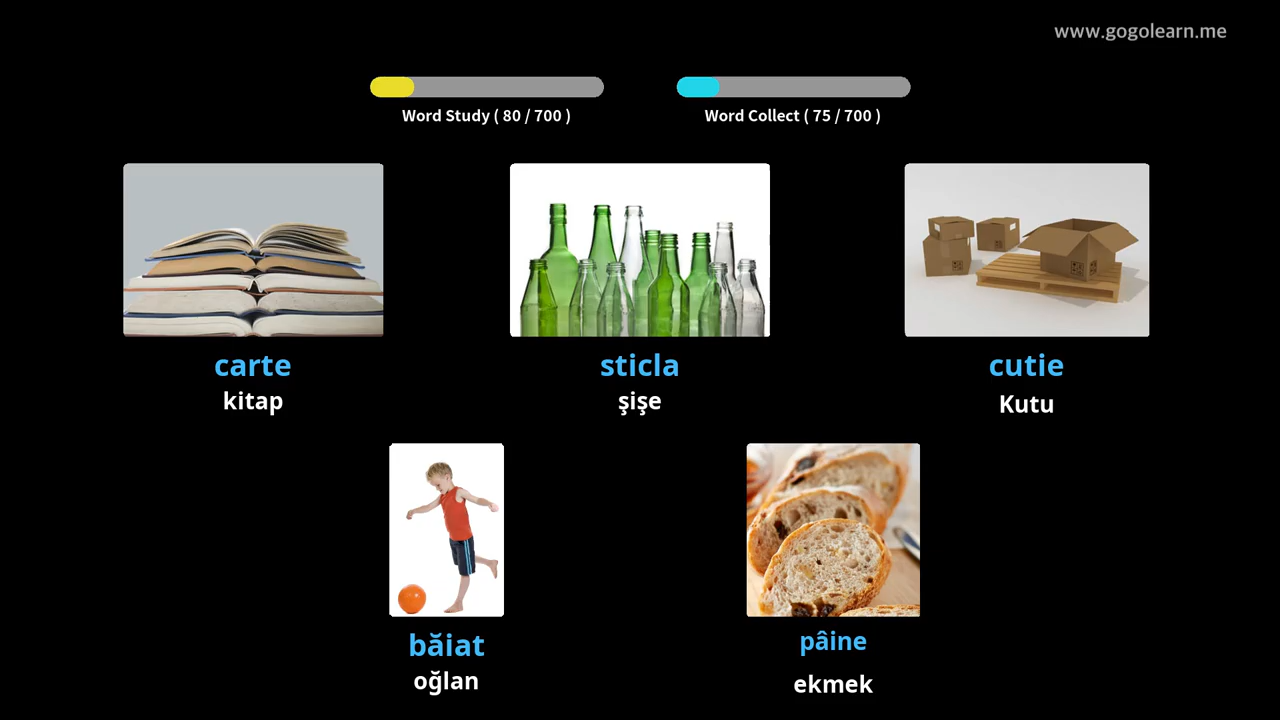 www.gogolearn.me
Word Study ( 80 / 700 )
Word Collect ( 75 / 700 )
carte
kitap
sticla
şişe
cutie
Kutu
băiat
oğlan
pâine
ekmek